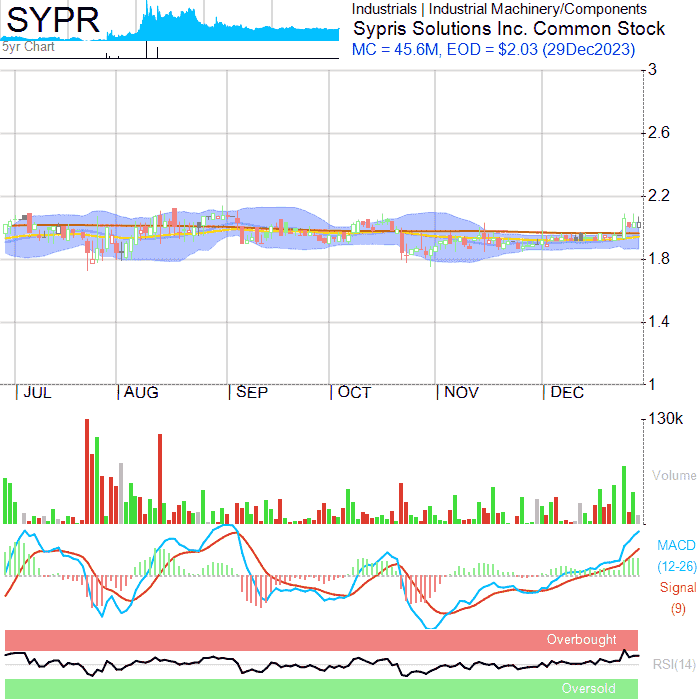 SYPR
5yr Chart
Industrials | Industrial Machinery/Components
Sypris Solutions Inc. Common Stock
MC = 45.6M, EOD = $2.03 (29Dec2023)
3
2.6
2.2
1.8
1.4
1
JUL AUG SEP OCT NOV DEC
130k
Volume
MACD
(12-26)
Signal
(9)
Overbought
RSI(14)
Oversold